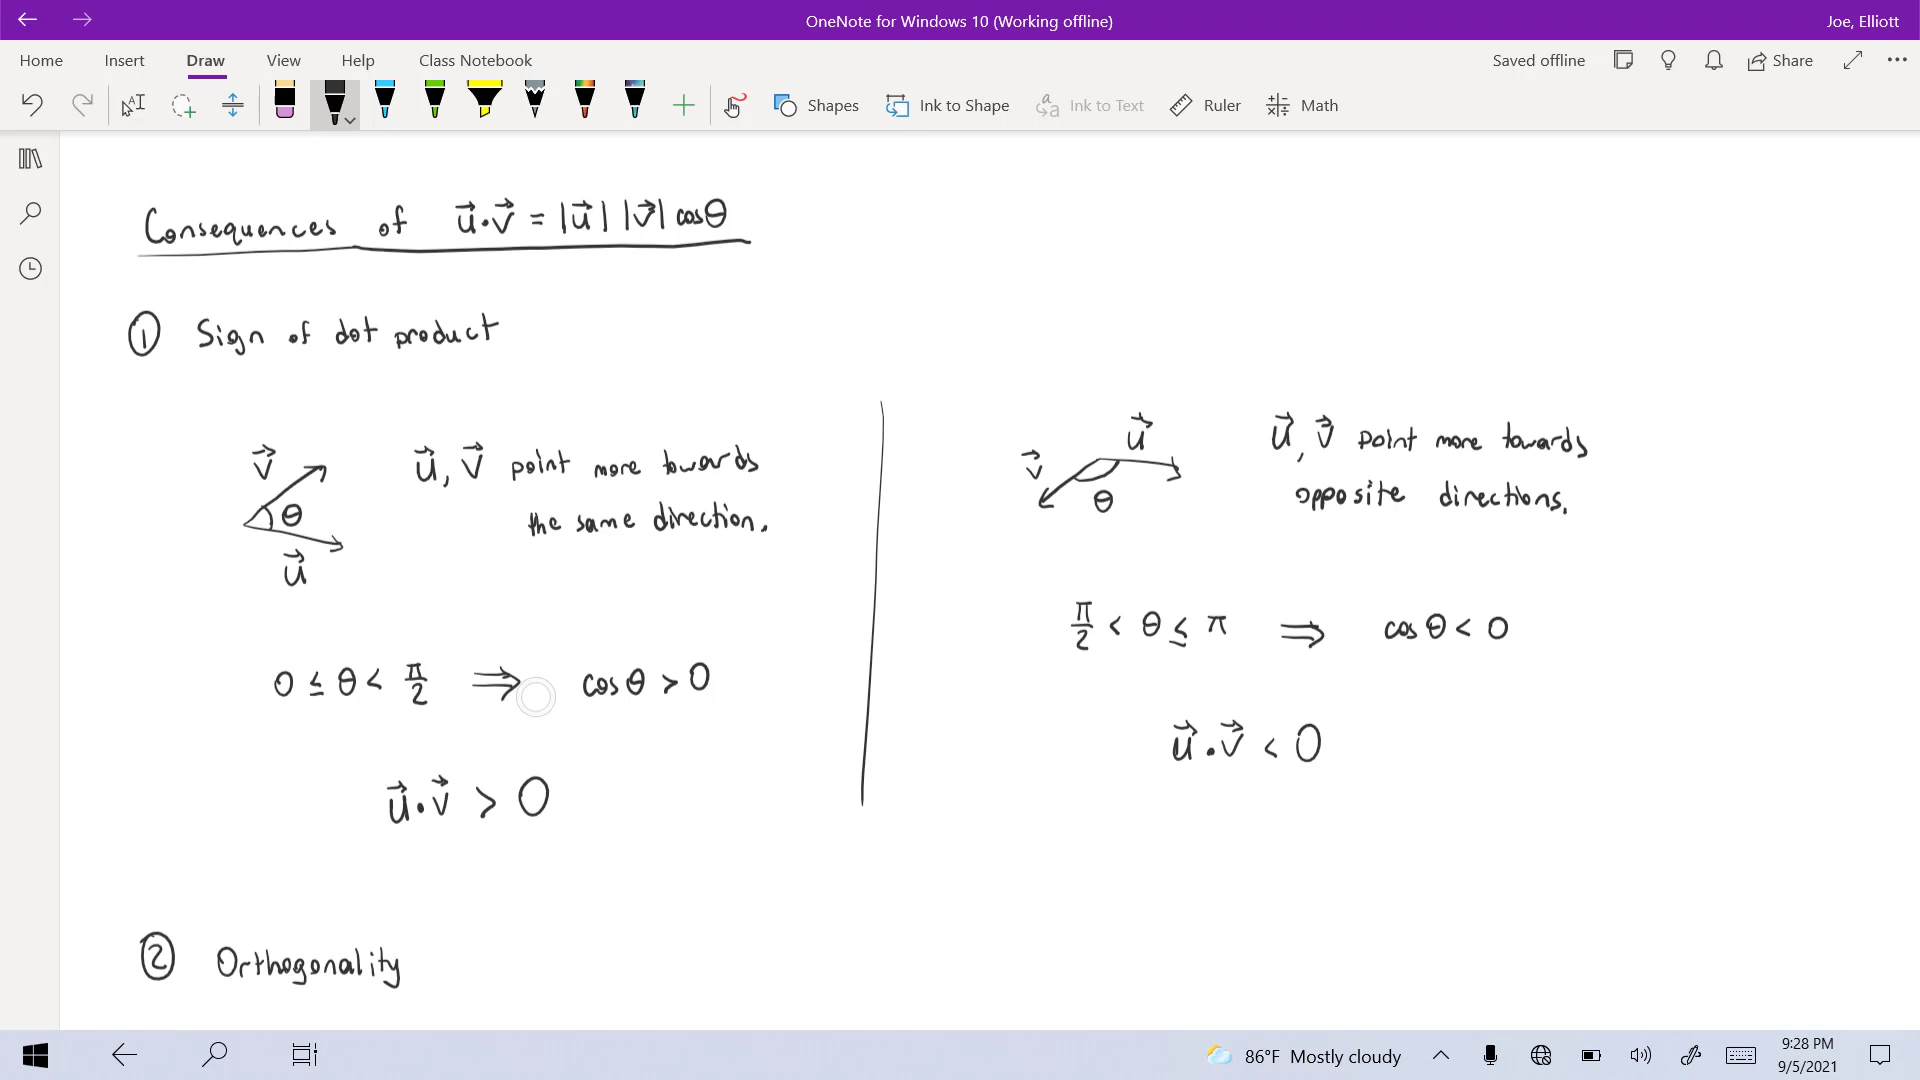 OneNote for Windows 10 (Working offline)
Joe, Elliott
Home Insert Draw View Help Class Notebook
Saved offline Share
Shapes Ink to Shape Ink to Text Ruler Math
Consequences of u⃗·v⃗ = |u⃗| |v⃗| cosθ
① Sign of dot product
v⃗
θ
u⃗
u⃗, v⃗ point more towards
the same direction.
0 ≤ θ < π/2 ⇒ cosθ > 0
u⃗·v⃗ > 0
u⃗
v⃗
θ
u⃗, v⃗ point more towards
opposite directions.
π/2 < θ ≤ π ⇒ cosθ < 0
u⃗·v⃗ < 0
② Orthogonality
86°F Mostly cloudy
9:28 PM
9/5/2021